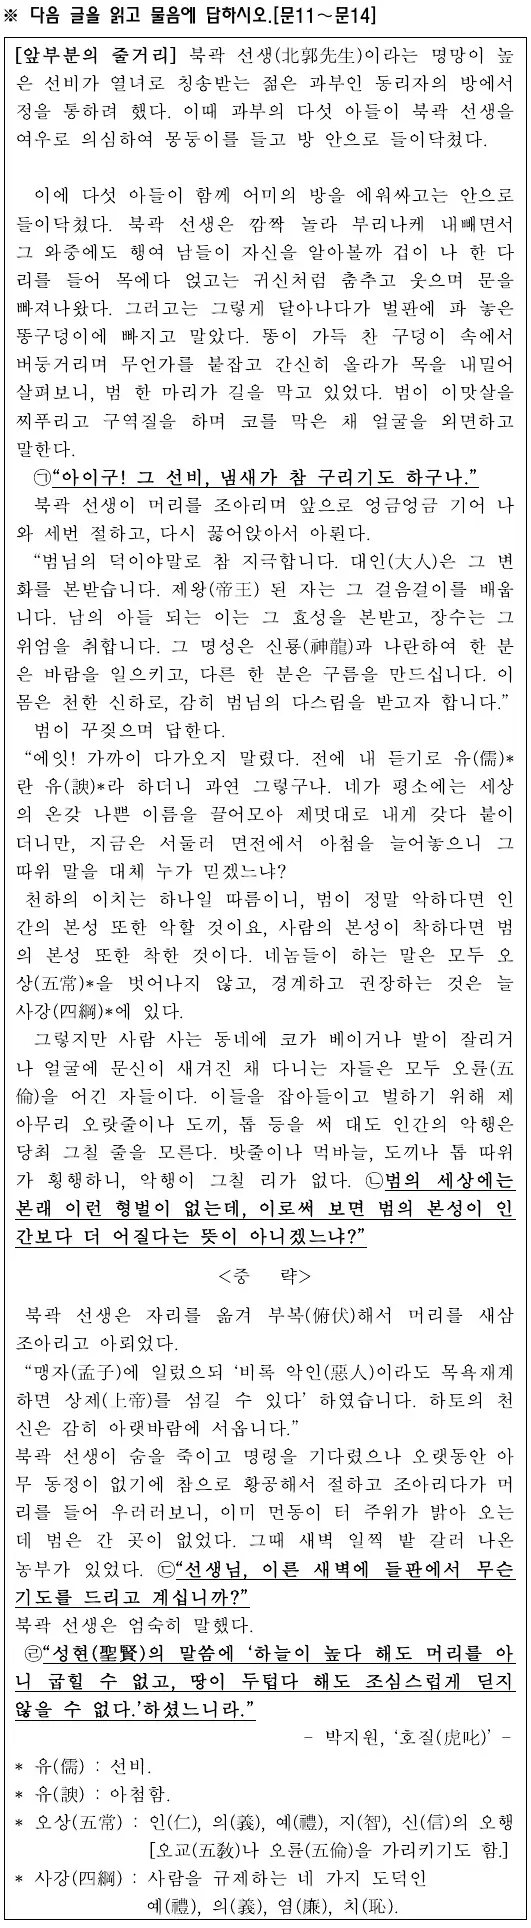 ※ 다음 글을 읽고 물음에 답하시오.[문11～문14]
[앞부분의 줄거리] 북곽 선생(北郭先生)이라는 명망이 높
은 선비가 열녀로 칭송받는 젊은 과부인 동리자의 방에서
정을 통하려 했다. 이때 과부의 다섯 아들이 북곽 선생을
여우로 의심하여 몽둥이를 들고 방 안으로 들이닥쳤다.
이에 다섯 아들이 함께 어미의 방을 에워싸고는 안으로
들이닥쳤다. 북곽 선생은 깜짝 놀라 부리나케 내빼면서
그 와중에도 행여 남들이 자신을 알아볼까 겁이 나 한 다
리를 들어 목에다 얹고는 귀신처럼 춤추고 웃으며 문을
빠져나왔다. 그러고는 그렇게 달아나다가 벌판에 파 놓은
똥구덩이에 빠지고 말았다. 똥이 가득 찬 구덩이 속에서
버둥거리며 무언가를 붙잡고 간신히 올라가 목을 내밀어
살펴보니, 범 한 마리가 길을 막고 있었다. 범이 이맛살을
찌푸리고 구역질을 하며 코를 막은 채 얼굴을 외면하고
말한다.
㉠“아이구! 그 선비, 냄새가 참 구리기도 하구나.”
북곽 선생이 머리를 조아리며 앞으로 엉금엉금 기어 나
와 세번 절하고, 다시 꿇어앉아서 아뢴다.
“범님의 덕이야말로 참 지극합니다. 대인(大人)은 그 변
화를 본받습니다. 제왕(帝王) 된 자는 그 걸음걸이를 배웁
니다. 남의 아들 되는 이는 그 효성을 본받고, 장수는 그
위엄을 취합니다. 그 명성은 신룡(神龍)과 나란하여 한 분
은 바람을 일으키고, 다른 한 분은 구름을 만드십니다. 이
몸은 천한 신하로, 감히 범님의 다스림을 받고자 합니다.”
범이 꾸짖으며 답한다.
“에잇! 가까이 다가오지 말렸다. 전에 내 듣기로 유(儒)*
란 유(諛)*라 하더니 과연 그렇구나. 네가 평소에는 세상
의 온갖 나쁜 이름을 끌어모아 제멋대로 내게 갖다 붙이
더니만, 지금은 서둘러 면전에서 아첨을 늘어놓으니 그
따위 말을 대체 누가 믿겠느냐?
천하의 이치는 하나일 따름이니, 범이 정말 악하다면 인
간의 본성 또한 악할 것이요, 사람의 본성이 착하다면 범
의 본성 또한 착한 것이다. 네놈들이 하는 말은 모두 오
상(五常)*을 벗어나지 않고, 경계하고 권장하는 것은 늘
사강(四綱)*에 있다.
그렇지만 사람 사는 동네에 코가 베이거나 발이 잘리거
나 얼굴에 문신이 새겨진 채 다니는 자들은 모두 오륜(五
倫)을 어긴 자들이다. 이들을 잡아들이고 벌하기 위해 제
아무리 오랏줄이나 도끼, 톱 등을 써 대도 인간의 악행은
당최 그칠 줄을 모른다. 밧줄이나 먹바늘, 도끼나 톱 따위
가 횡행하니, 악행이 그칠 리가 없다. ㉡범의 세상에는
본래 이런 형벌이 없는데, 이로써 보면 범의 본성이 인
간보다 더 어질다는 뜻이 아니겠느냐?”
<중 략>
북곽 선생은 자리를 옮겨 부복(俯伏)해서 머리를 새삼
조아리고 아뢰었다.
“맹자(孟子)에 일렀으되 ‘비록 악인(惡人)이라도 목욕재계
하면 상제(上帝)를 섬길 수 있다’ 하였습니다. 하토의 천
신은 감히 아랫바람에 서옵니다.”
북곽 선생이 숨을 죽이고 명령을 기다렸으나 오랫동안 아
무 동정이 없기에 참으로 황공해서 절하고 조아리다가 머
리를 들어 우러러보니, 이미 먼동이 터 주위가 밝아 오는
데 범은 간 곳이 없었다. 그때 새벽 일찍 밭 갈러 나온
농부가 있었다. ㉢“선생님, 이른 새벽에 들판에서 무슨
기도를 드리고 계십니까?”
북곽 선생은 엄숙히 말했다.
㉣“성현(聖賢)의 말씀에 ‘하늘이 높다 해도 머리를 아
니 굽힐 수 없고, 땅이 두텁다 해도 조심스럽게 딛지
않을 수 없다.’하셨느니라.”
- 박지원, ‘호질(虎叱)’ -
* 유(儒) : 선비.
* 유(諛) : 아첨함.
* 오상(五常) : 인(仁), 의(義), 예(禮), 지(智), 신(信)의 오행
[오교(五敎)나 오륜(五倫)을 가리키기도 함.]
* 사강(四綱) : 사람을 규제하는 네 가지 도덕인
예(禮), 의(義), 염(廉), 치(恥).